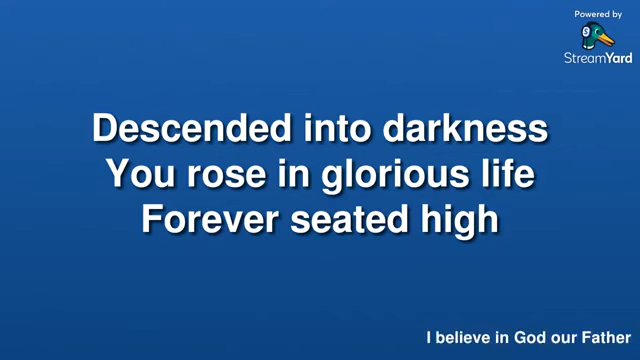 Powered by
StreamYard
Descended into darkness
You rose in glorious life
Forever seated high
I believe in God our Father